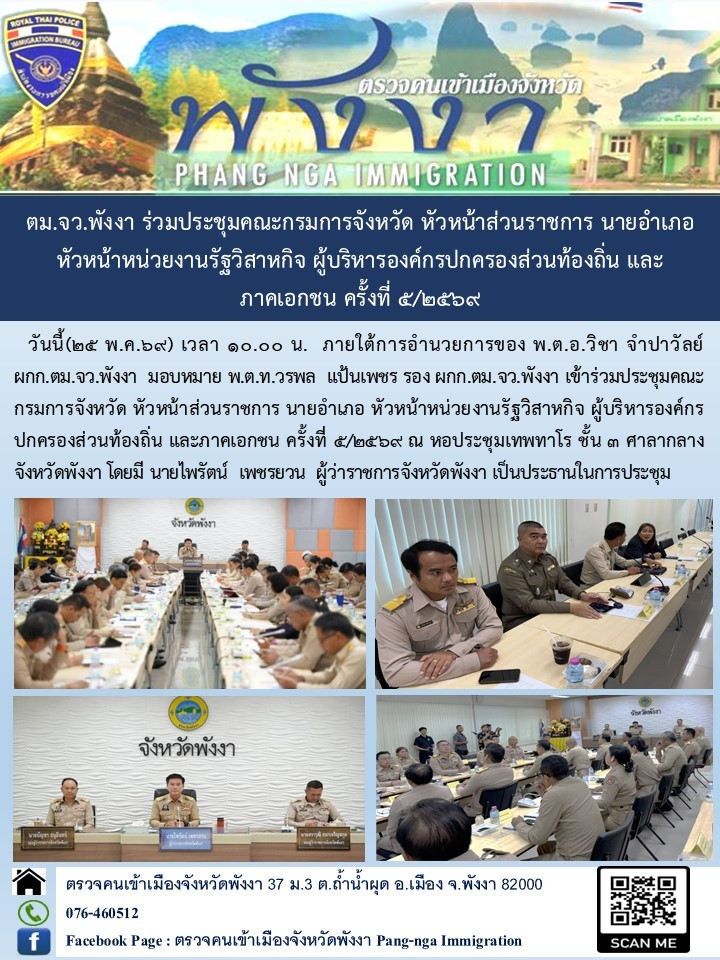 ROYAL THAI POLICE
IMMIGRATION BUREAU
ตรวจคนเข้าเมืองจังหวัด
พังงา
PHANG NGA IMMIGRATION
ตม.จว.พังงา ร่วมประชุมคณะกรมการจังหวัด หัวหน้าส่วนราชการ นายอำเภอ
หัวหน้าหน่วยงานรัฐวิสาหกิจ ผู้บริหารองค์กรปกครองส่วนท้องถิ่น และ
ภาคเอกชน ครั้งที่ ๕/๒๕๖๙
วันนี้(๒๕ พ.ค.๖๙) เวลา ๑๐.๐๐ น. ภายใต้การอำนวยการของ พ.ต.อ.วิชา จำปาวัลย์
ผกก.ตม.จว.พังงา มอบหมาย พ.ต.ท.วรพล แป้นเพชร รอง ผกก.ตม.จว.พังงา เข้าร่วมประชุมคณะ
กรมการจังหวัด หัวหน้าส่วนราชการ นายอำเภอ หัวหน้าหน่วยงานรัฐวิสาหกิจ ผู้บริหารองค์กร
ปกครองส่วนท้องถิ่น และภาคเอกชน ครั้งที่ ๕/๒๕๖๙ ณ หอประชุมเทพทาโร ชั้น ๓ ศาลากลาง
จังหวัดพังงา โดยมี นายไพรัตน์ เพชรยวน ผู้ว่าราชการจังหวัดพังงา เป็นประธานในการประชุม
จังหวัดพังงา
จังหวัดพังงา
จังหวัดพังงา
ตรวจคนเข้าเมืองจังหวัดพังงา 37 ม.3 ต.ถ้ำน้ำผุด อ.เมือง จ.พังงา 82000
076-460512
Facebook Page : ตรวจคนเข้าเมืองจังหวัดพังงา Pang-nga Immigration
SCAN ME